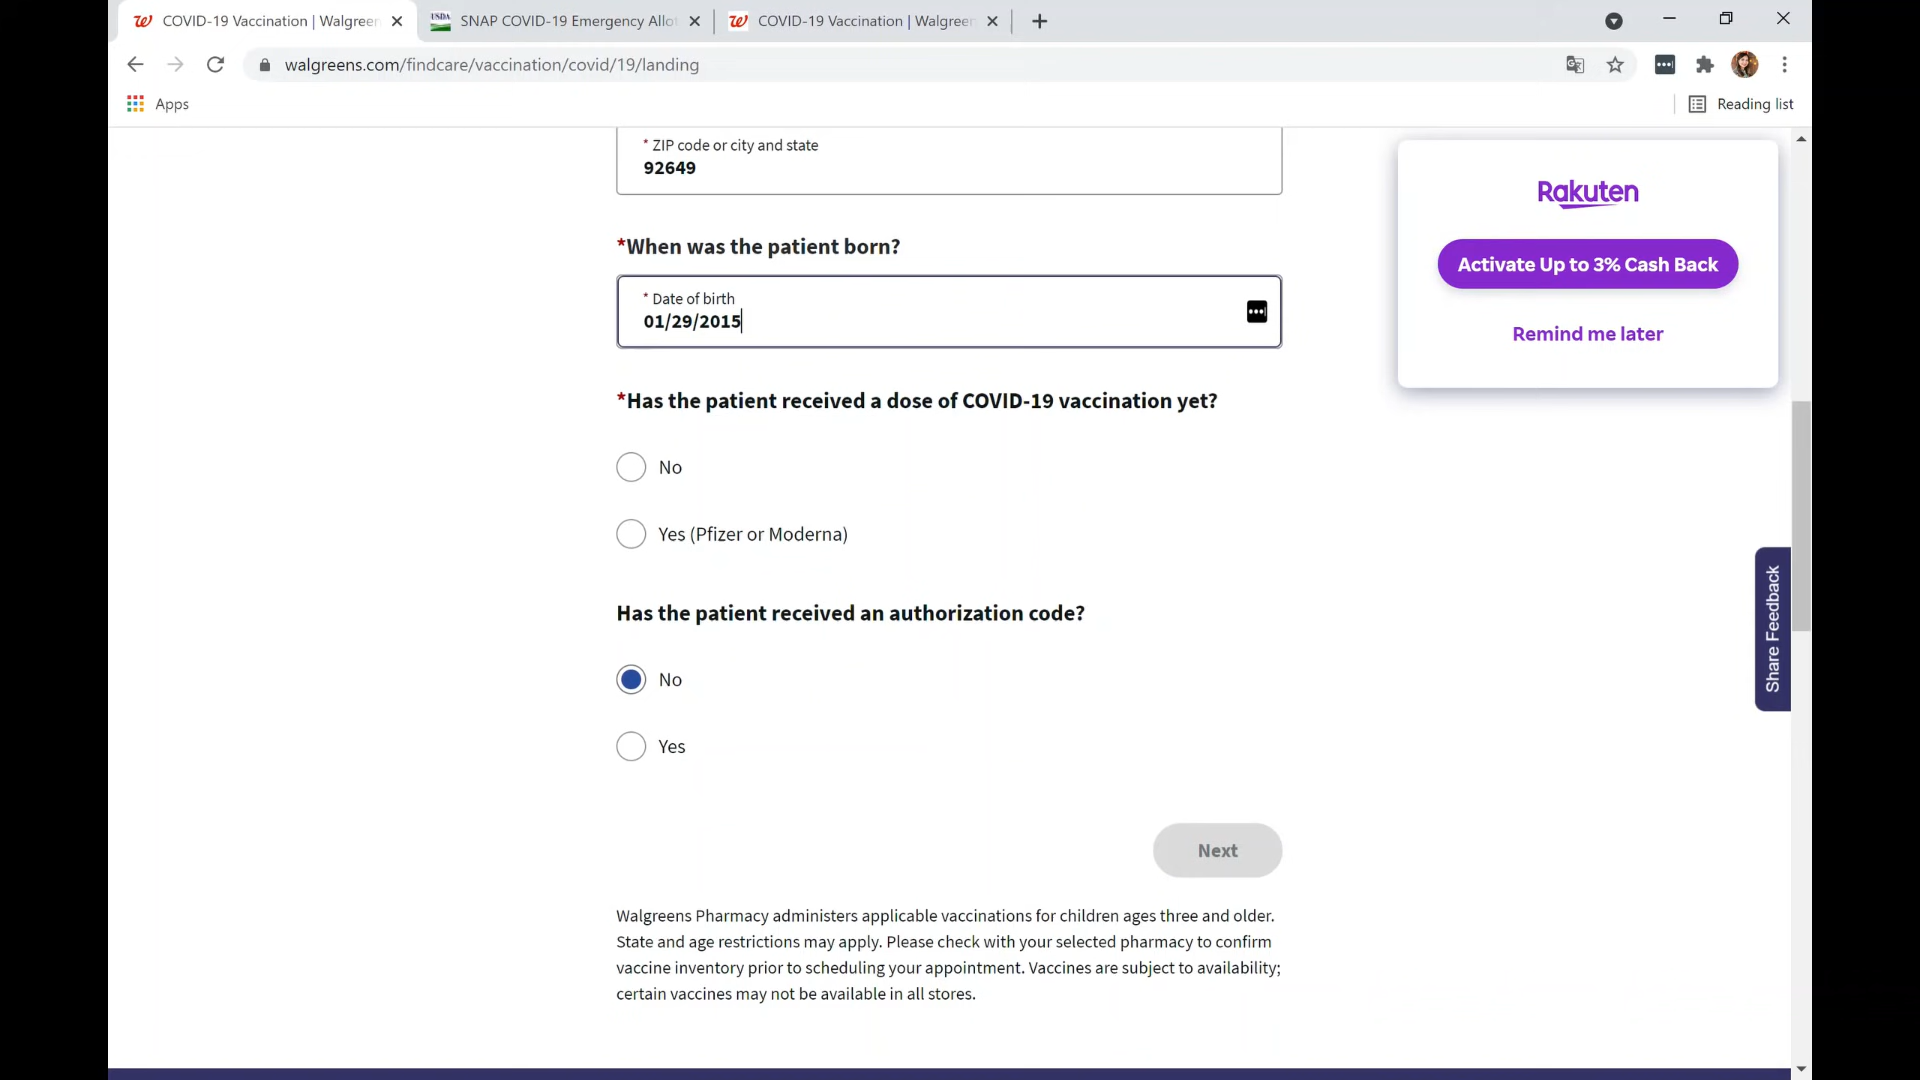 COVID-19 Vaccination | Walgreen
USDA
SNAP COVID-19 Emergency Allo
COVID-19 Vaccination | Walgreen
walgreens.com/findcare/vaccination/covid/19/landing
Apps
Reading list
* ZIP code or city and state
92649
*When was the patient born?
* Date of birth
01/29/2015
*Has the patient received a dose of COVID-19 vaccination yet?
No
Yes (Pfizer or Moderna)
Has the patient received an authorization code?
No
Yes
Next
Walgreens Pharmacy administers applicable vaccinations for children ages three and older.
State and age restrictions may apply. Please check with your selected pharmacy to confirm
vaccine inventory prior to scheduling your appointment. Vaccines are subject to availability;
certain vaccines may not be available in all stores.
Rakuten
Activate Up to 3% Cash Back
Remind me later
Share Feedback